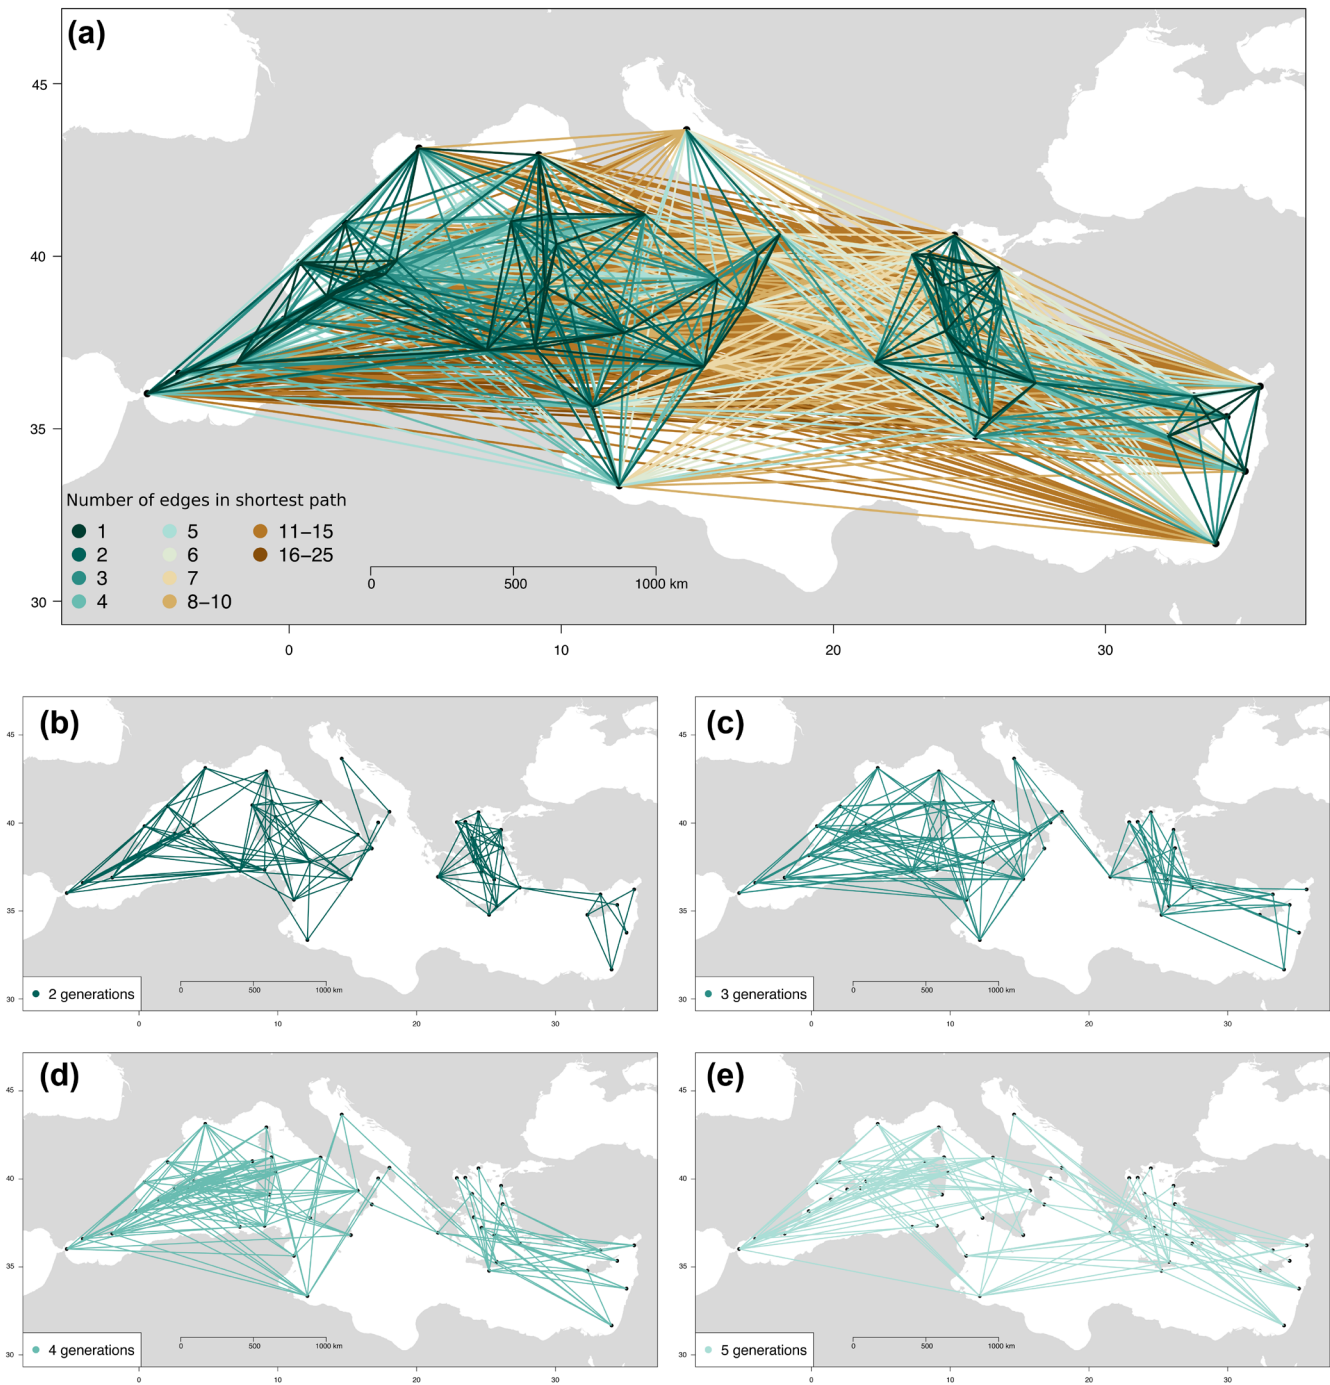 (a)
45
40
35
30
Number of edges in shortest path
1 5 11–15
2 6 16–25
3 7
4 8–10
0 500 1000 km
0 10 20 30
(b)
45
40
35
30
2 generations
0 500 1000 km
0 10 20 30
(c)
45
40
35
30
3 generations
0 500 1000 km
0 10 20 30
(d)
45
40
35
30
4 generations
0 500 1000 km
0 10 20 30
(e)
45
40
35
30
5 generations
0 500 1000 km
0 10 20 30